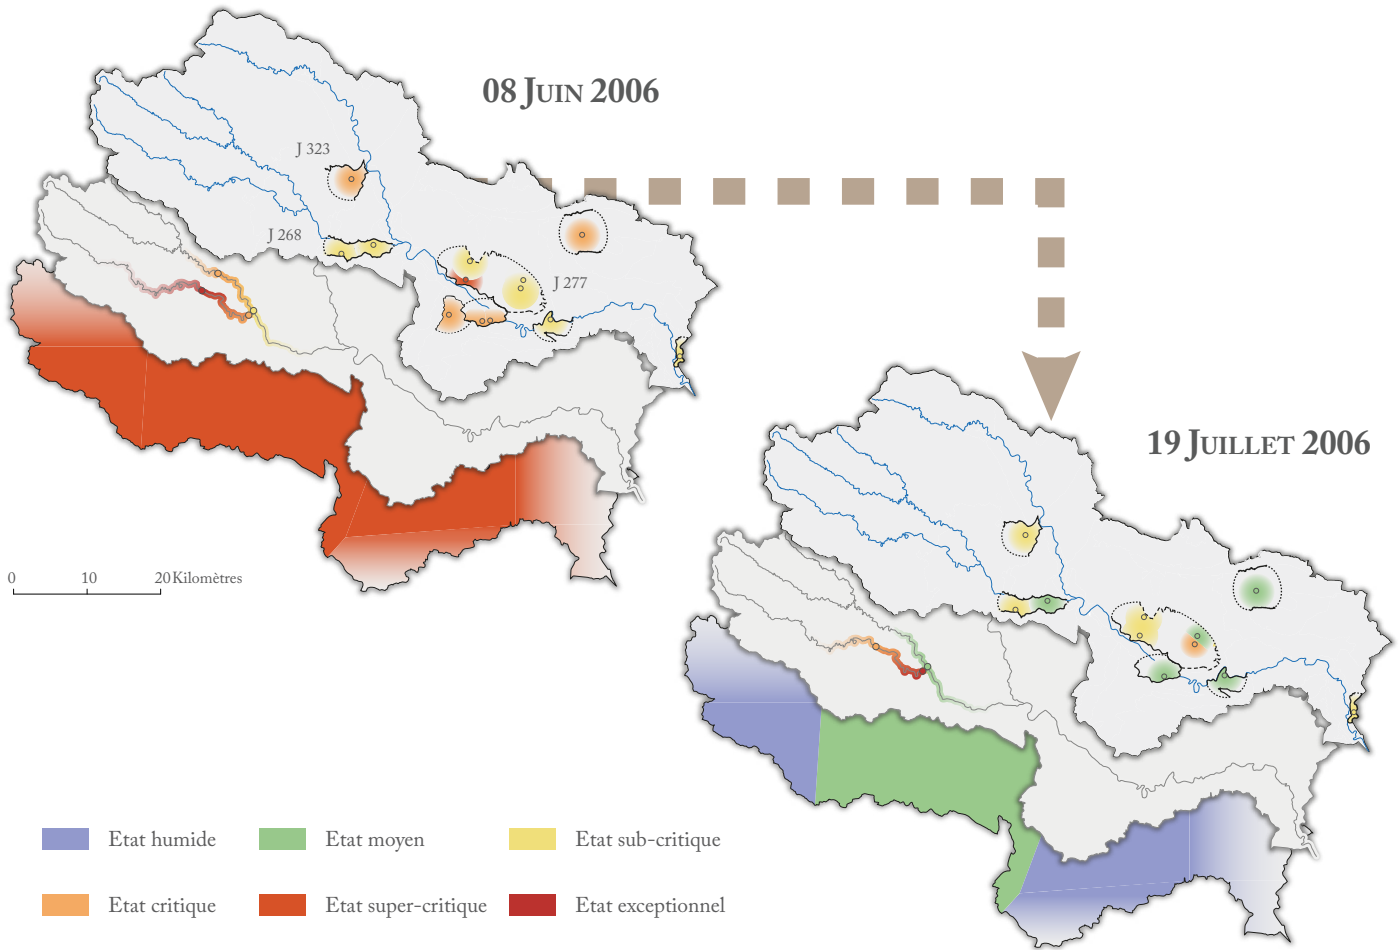 08 Juin 2006
J 323
J 268
J 277
19 Juillet 2006
0 10 20 Kilomètres
Etat humide
Etat moyen
Etat sub-critique
Etat critique
Etat super-critique
Etat exceptionnel